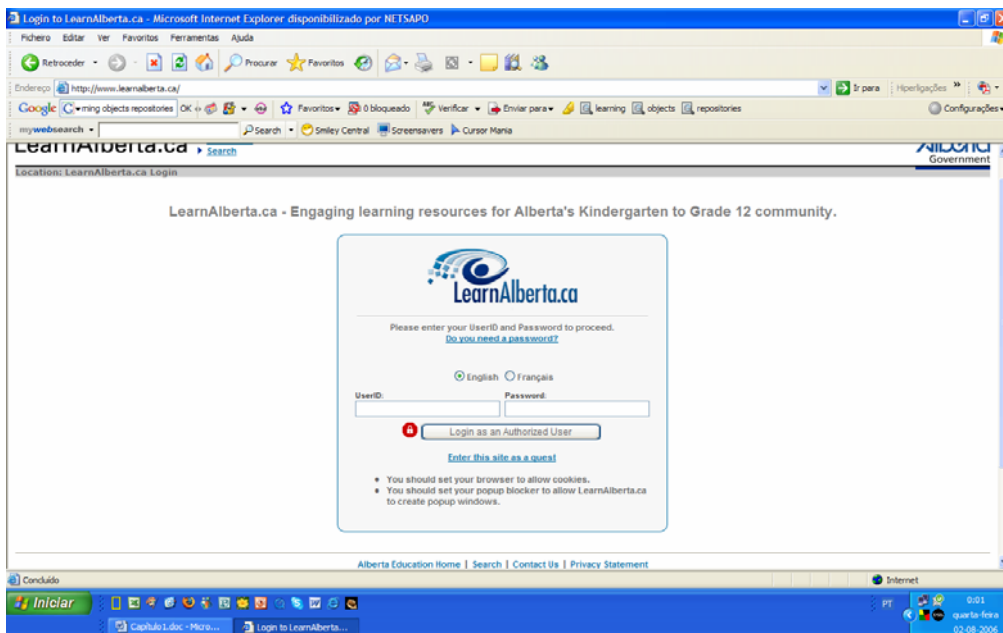 Login to LearnAlberta.ca - Microsoft Internet Explorer disponibilizado por NETSAPO
Ficheiro Editar Ver Favoritos Ferramentas Ajuda
Retroceder Procurar Favoritos
Endereço http://www.learnalberta.ca/ Ir para Hiperligações »
Google ming objects repostories OK Favoritos 0 bloqueado Verificar Enviar para learning objects repositories Configurações
mywebsearch Search Smiley Central Screensavers Cursor Mania
LearnAlberta.ca Search Alberta
Government
Location: LearnAlberta.ca Login
LearnAlberta.ca - Engaging learning resources for Alberta's Kindergarten to Grade 12 community.
LearnAlberta.ca
Please enter your UserID and Password to proceed.
Do you need a password?
English Français
UserID: Password:
Login as an Authorized User
Enter this site as a guest
• You should set your browser to allow cookies.
• You should set your popup blocker to allow LearnAlberta.ca
to create popup windows.
Alberta Education Home | Search | Contact Us | Privacy Statement
Concluído Internet
Iniciar PT 0:01
quarta-feira
Capítulo1.doc - Micro... Login to LearnAlberta... 02-08-2006